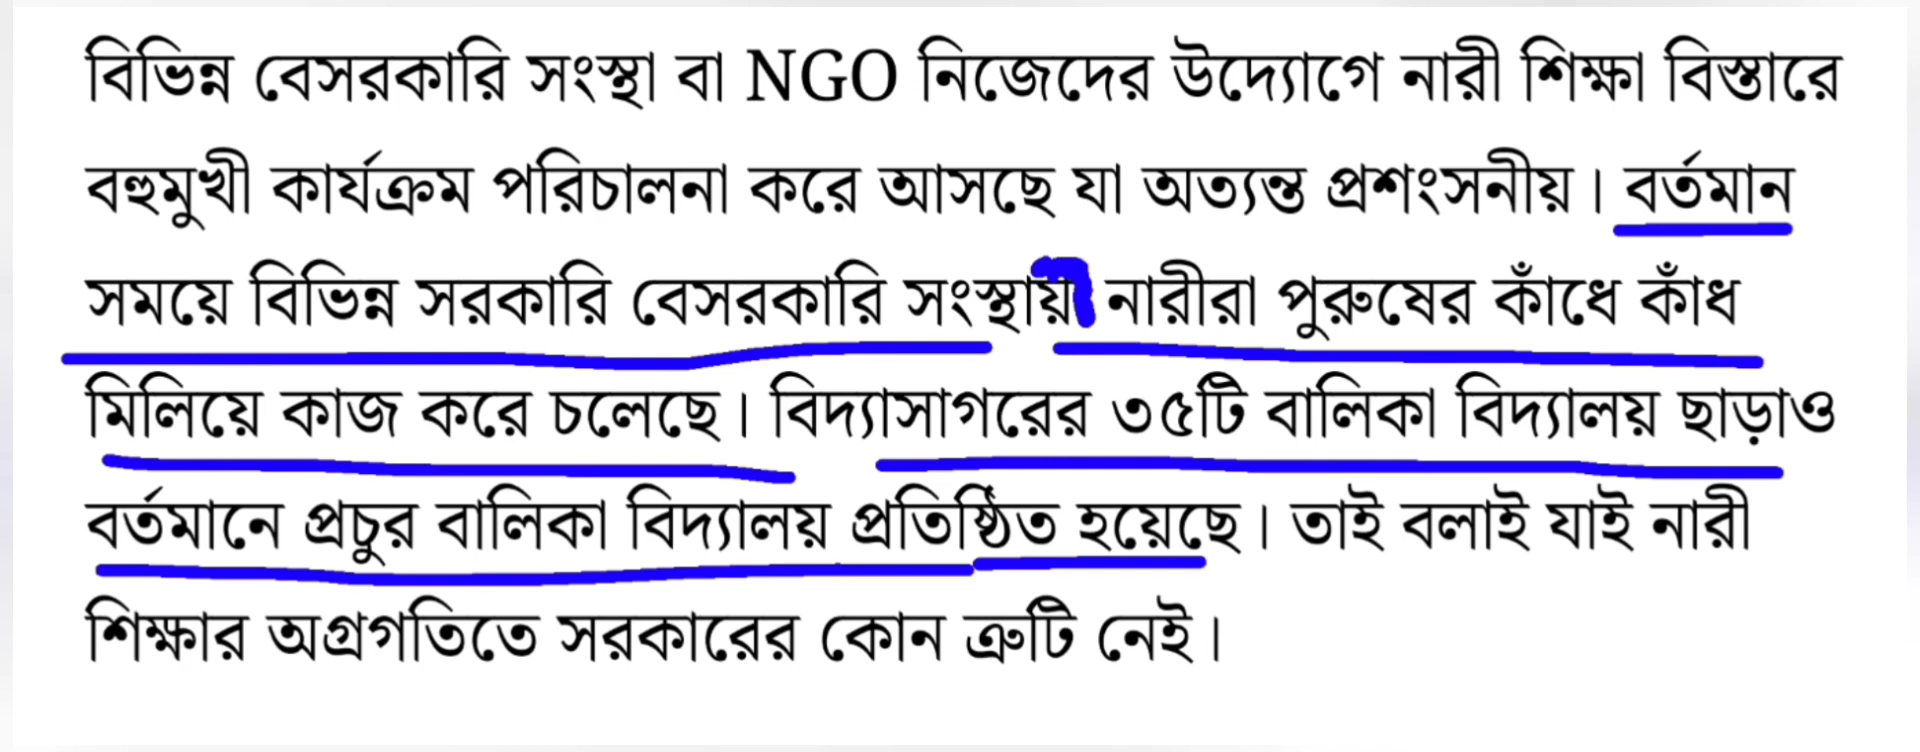 বিভিন্ন বেসরকারি সংস্থা বা NGO নিজেদের উদ্যোগে নারী শিক্ষা বিস্তারে
বহুমুখী কার্যক্রম পরিচালনা করে আসছে যা অত্যন্ত প্রশংসনীয়। বর্তমান
সময়ে বিভিন্ন সরকারি বেসরকারি সংস্থায় নারীরা পুরুষের কাঁধে কাঁধ
মিলিয়ে কাজ করে চলেছে। বিদ্যাসাগরের ৩৫টি বালিকা বিদ্যালয় ছাড়াও
বর্তমানে প্রচুর বালিকা বিদ্যালয় প্রতিষ্ঠিত হয়েছে। তাই বলাই যাই নারী
শিক্ষার অগ্রগতিতে সরকারের কোন ত্রুটি নেই।